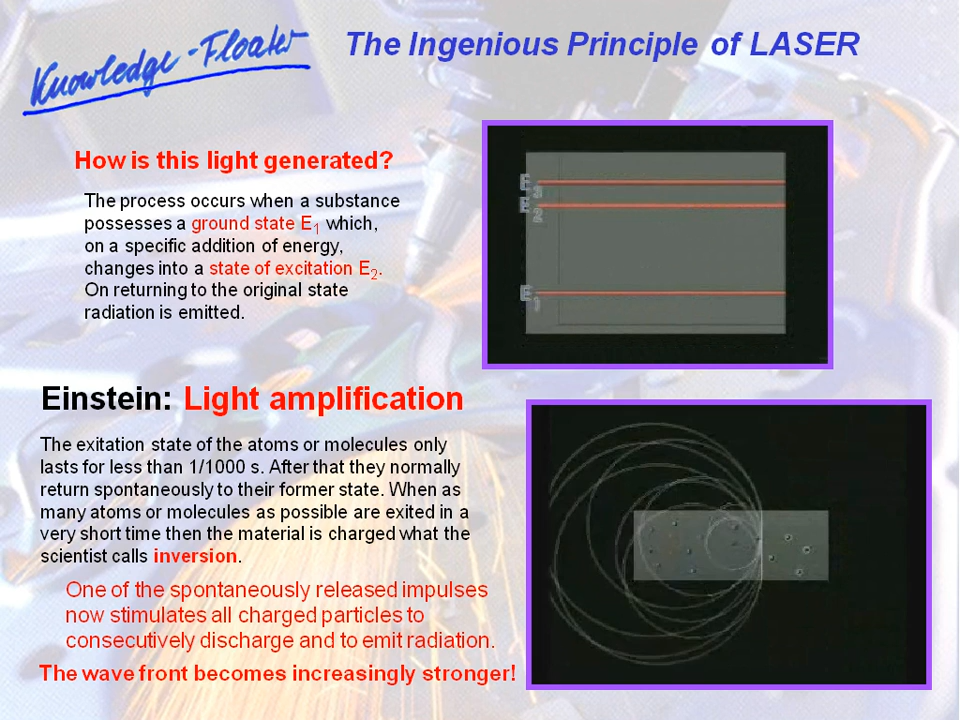 Knowledge-Floater
The Ingenious Principle of LASER
How is this light generated?
The process occurs when a substance
possesses a ground state E₁ which,
on a specific addition of energy,
changes into a state of excitation E₂.
On returning to the original state
radiation is emitted.
Einstein: Light amplification
The exitation state of the atoms or molecules only
lasts for less than 1/1000 s. After that they normally
return spontaneously to their former state. When as
many atoms or molecules as possible are exited in a
very short time then the material is charged what the
scientist calls inversion.
One of the spontaneously released impulses
now stimulates all charged particles to
consecutively discharge and to emit radiation.
The wave front becomes increasingly stronger!